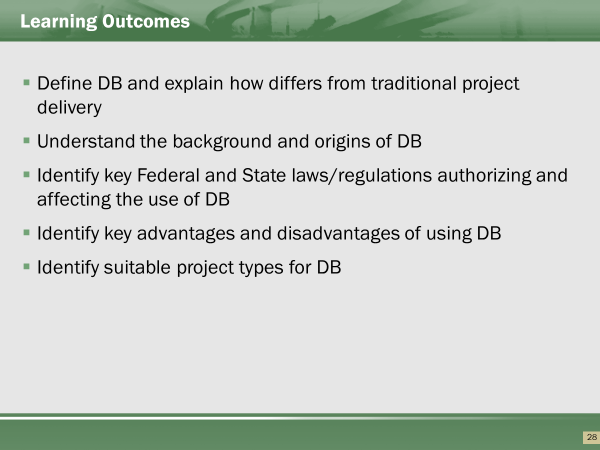 Learning Outcomes
Define DB and explain how differs from traditional project
delivery
Understand the background and origins of DB
Identify key Federal and State laws/regulations authorizing and
affecting the use of DB
Identify key advantages and disadvantages of using DB
Identify suitable project types for DB
28